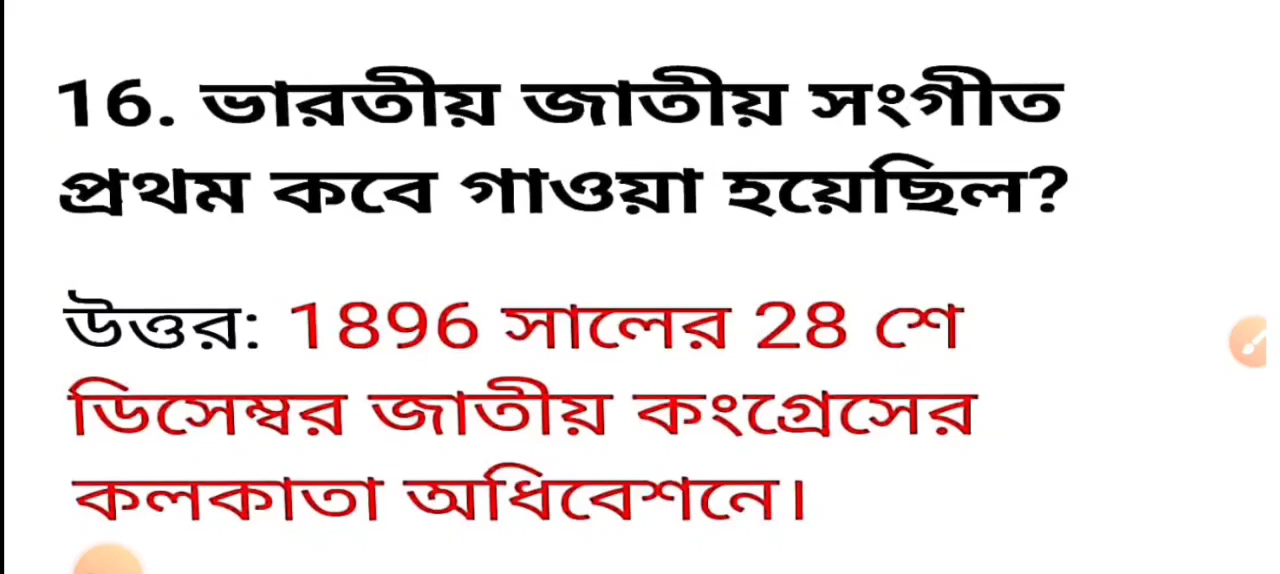 16. ভারতীয় জাতীয় সংগীত
প্রথম কবে গাওয়া হয়েছিল?
উত্তর: 1896 সালের 28 শে
ডিসেম্বর জাতীয় কংগ্রেসের
কলকাতা অধিবেশনে।